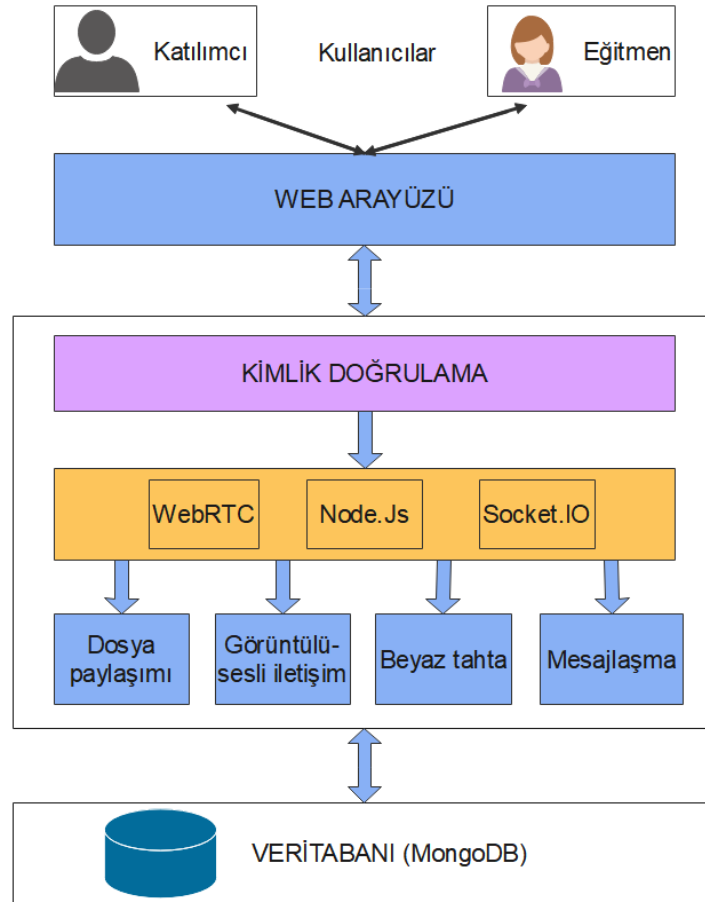 Katılımcı
Kullanıcılar
Eğitmen
WEB ARAYÜZÜ
KİMLİK DOĞRULAMA
WebRTC
Node.Js
Socket.IO
Dosya
paylaşımı
Görüntülü-
sesli iletişim
Beyaz tahta
Mesajlaşma
VERİTABANI (MongoDB)